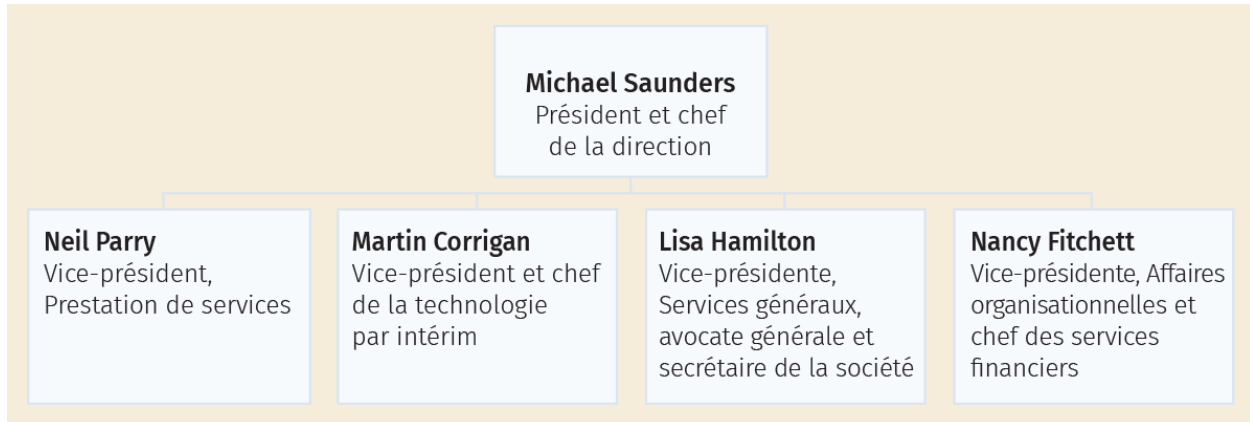 Michael Saunders
Président et chef
de la direction
Neil Parry
Vice-président,
Prestation de services
Martin Corrigan
Vice-président et chef
de la technologie
par intérim
Lisa Hamilton
Vice-présidente,
Services généraux,
avocate générale et
secrétaire de la société
Nancy Fitchett
Vice-présidente, Affaires
organisationnelles et
chef des services
financiers